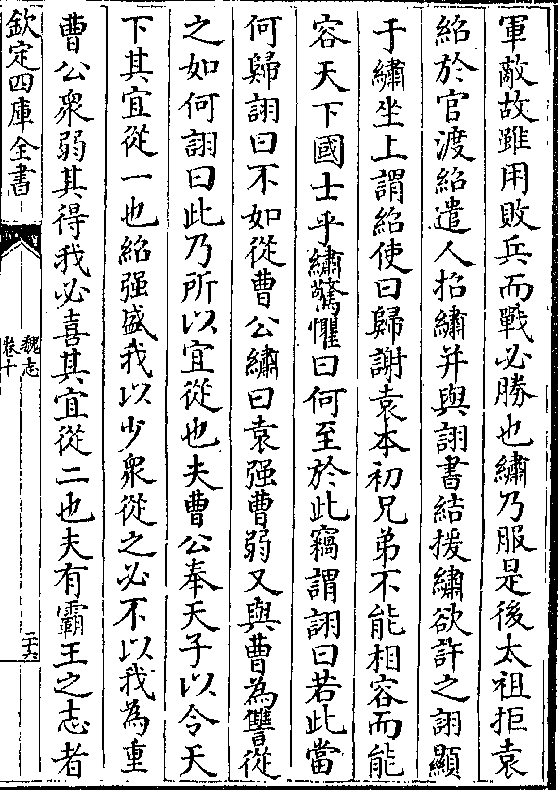 軍敵故雖用敗兵而戰必勝也繡乃服是後太祖拒袁
紹於官渡紹遣人招繡并與詡書結援繡欲許之詡顯
于繡坐上謂紹使曰歸謝袁本初兄弟不能相容而能
容天下國士乎繡驚懼曰何至於此竊謂詡曰若此當
何歸詡曰不如從曹公繡曰袁强曹弱又與曹為讐從
之如何詡曰此乃所以宜從也夫曹公奉天子以令天
下其宜從一也紹强盛我以少衆從之必不以我為重
曹公衆弱其得我必喜其宜從二也夫有霸王之志者
欽定四庫全書
魏志
卷十
二十六